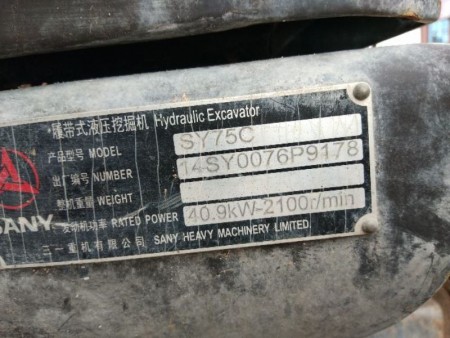 履带式液压挖掘机 Hydraulic Excavator
产品型号 MODEL SY75C
出厂编号 NUMBER 14SY0076P9178
整机重量 WEIGHT
发动机功率 RATED POWER 40.9kW-2100r/min
SANY
三一重机有限公司 SANY HEAVY MACHINERY LIMITED